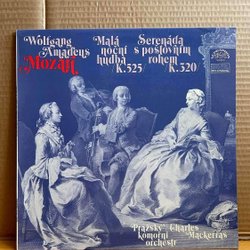 Wolfgang
Amadeus
Mozart
Malá
noční
hudba
K.525
Serenáda
s poštovním
rohem
K.320
Pražský
komorní
orchestr
Charles
Mackerras